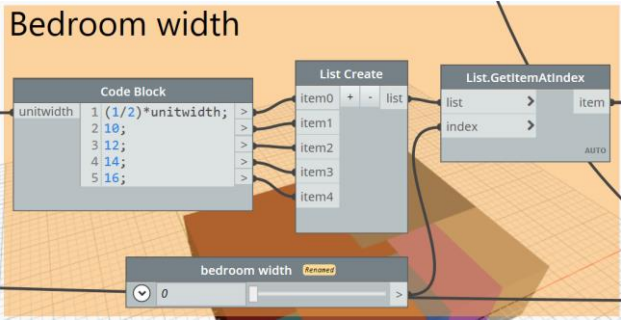 Bedroom width
Code Block
unitwidth
1 (1/2)*unitwidth; >
2 10; >
3 12; >
4 14; >
5 16; >
List Create
item0 + - list
item1
item2
item3
item4
List.GetItemAtIndex
list > item
index >
AUTO
bedroom width Renamed
0 >